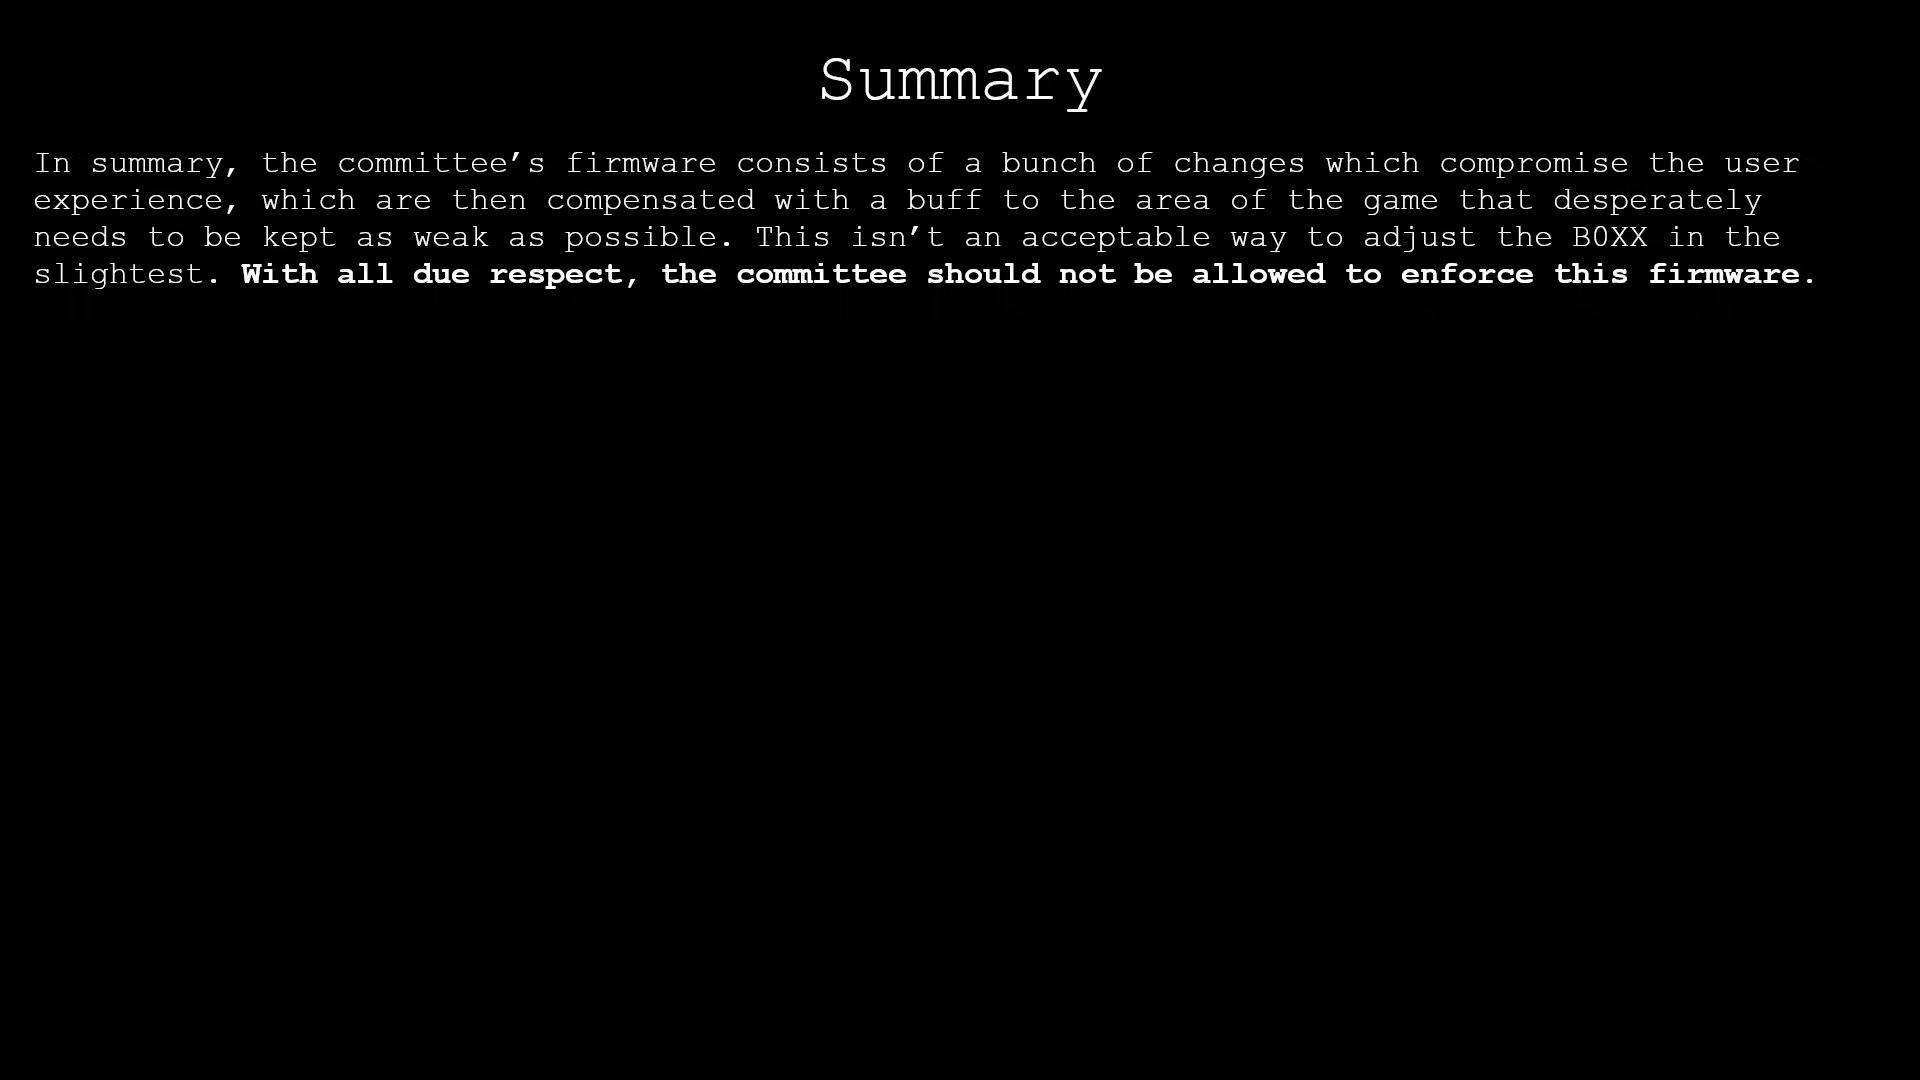 Summary
In summary, the committee’s firmware consists of a bunch of changes which compromise the user
experience, which are then compensated with a buff to the area of the game that desperately
needs to be kept as weak as possible. This isn’t an acceptable way to adjust the B0XX in the
slightest. With all due respect, the committee should not be allowed to enforce this firmware.